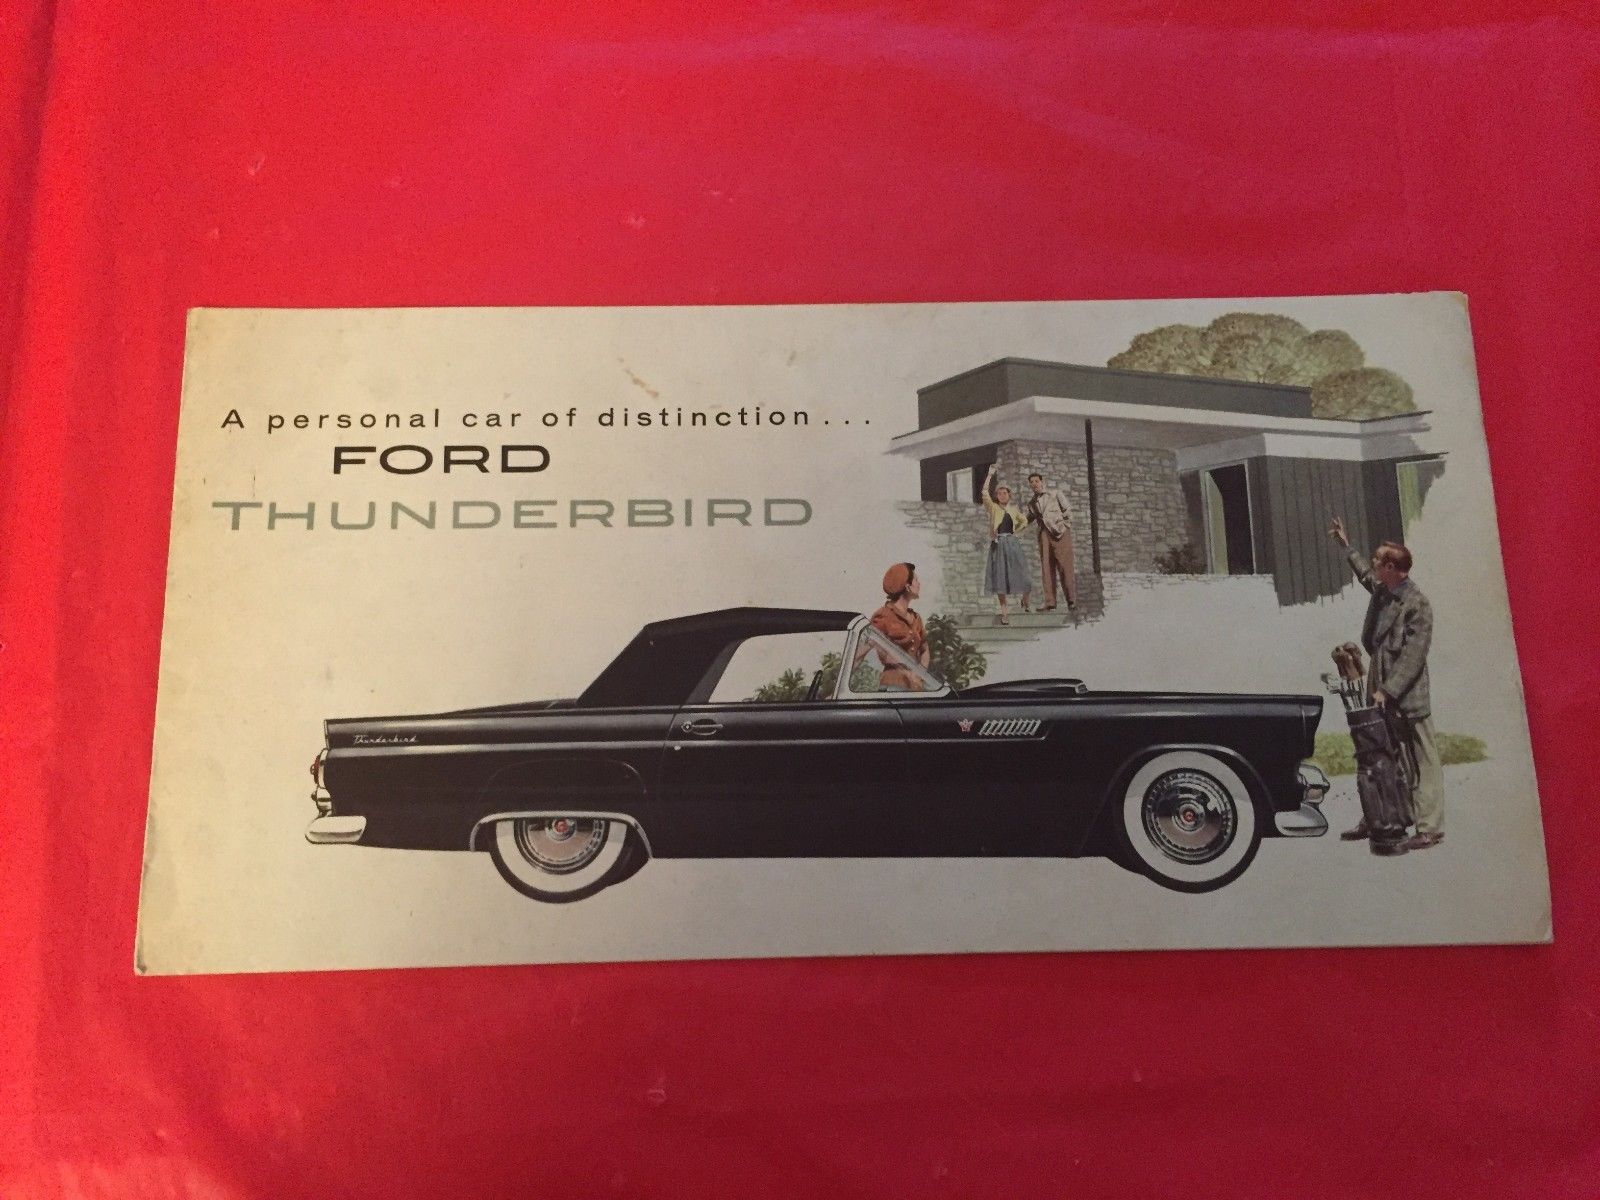 A personal car of distinction...
FORD
THUNDERBIRD
Thunderbird